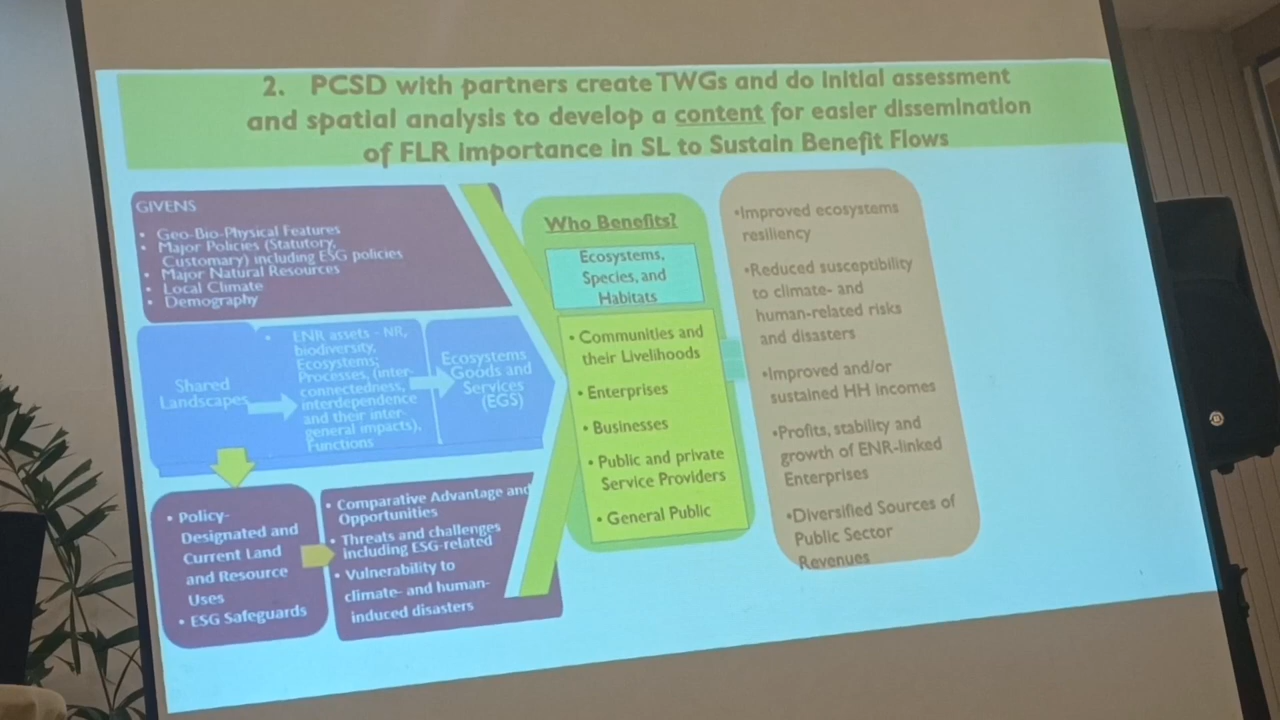 2. PCSD with partners create TWGs and do initial assessment
and spatial analysis to develop a content for easier dissemination
of FLR importance in SL to Sustain Benefit Flows
GIVENS
• Geo-Bio-Physical Features
• Major Policies (Statutory,
Customary) including ESG policies
• Major Natural Resources
• Local Climate
• Demography
Shared
Landscapes
• ENR assets - NR,
biodiversity,
Ecosystems;
Processes, (inter-
connectedness,
interdependence
and their inter-
general impacts),
Functions
Ecosystems
Goods and
Services
(EGS)
• Policy-
Designated and
Current Land
and Resource
Uses
• ESG Safeguards
• Comparative Advantage and
Opportunities
• Threats and challenges
including ESG-related
• Vulnerability to
climate- and human-
induced disasters
Who Benefits?
Ecosystems,
Species, and
Habitats
• Communities and
their Livelihoods
• Enterprises
• Businesses
• Public and private
Service Providers
• General Public
•Improved ecosystems
resiliency
•Reduced susceptibility
to climate- and
human-related risks
and disasters
•Improved and/or
sustained HH incomes
•Profits, stability and
growth of ENR-linked
Enterprises
•Diversified Sources of
Public Sector
Revenues